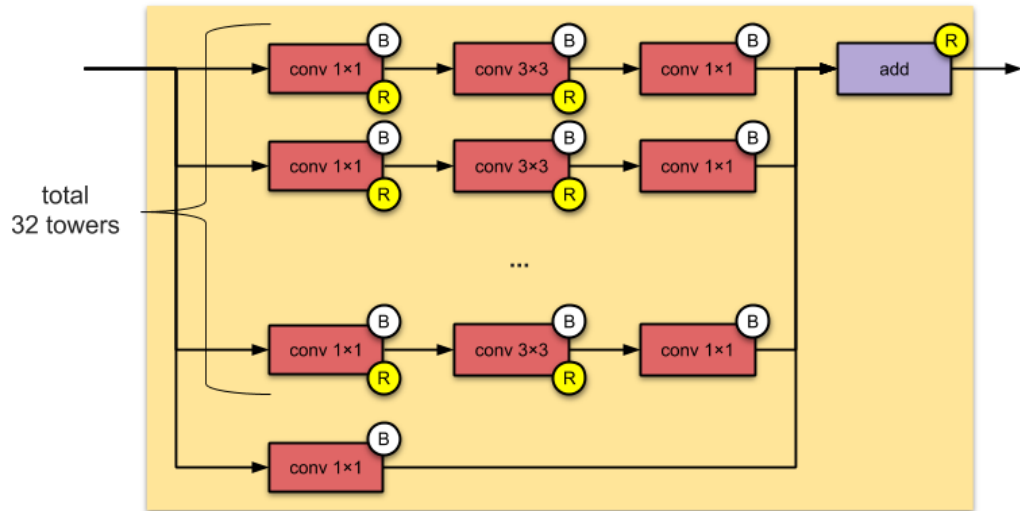 B B B R
conv 1×1 conv 3×3 conv 1×1 add
R R
B B B
conv 1×1 conv 3×3 conv 1×1
R R
total
32 towers
...
B B B
conv 1×1 conv 3×3 conv 1×1
R R
B
conv 1×1